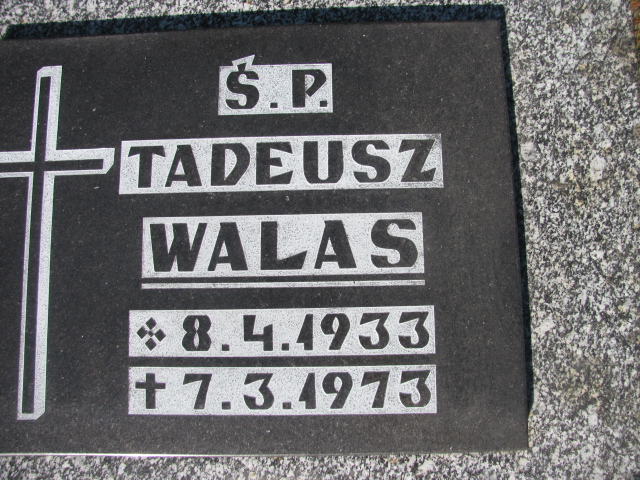 Ś.P.
TADEUSZ
WALAS
8.4.1933
✝ 7.3.1973